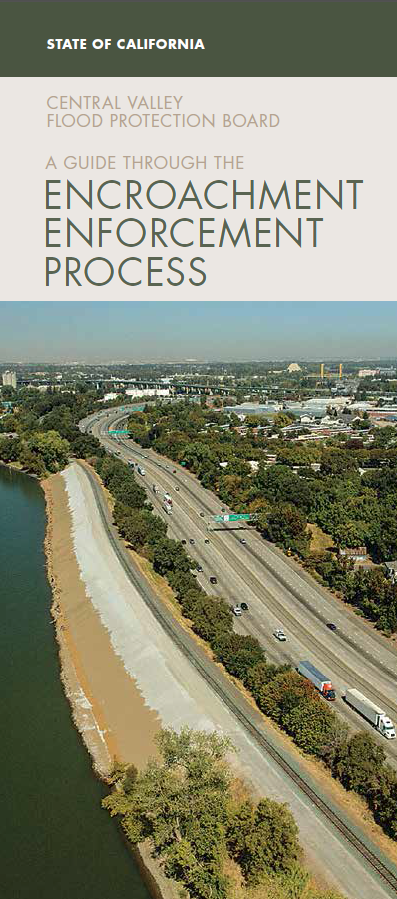 STATE OF CALIFORNIA
CENTRAL VALLEY
FLOOD PROTECTION BOARD
A GUIDE THROUGH THE
ENCROACHMENT
ENFORCEMENT
PROCESS